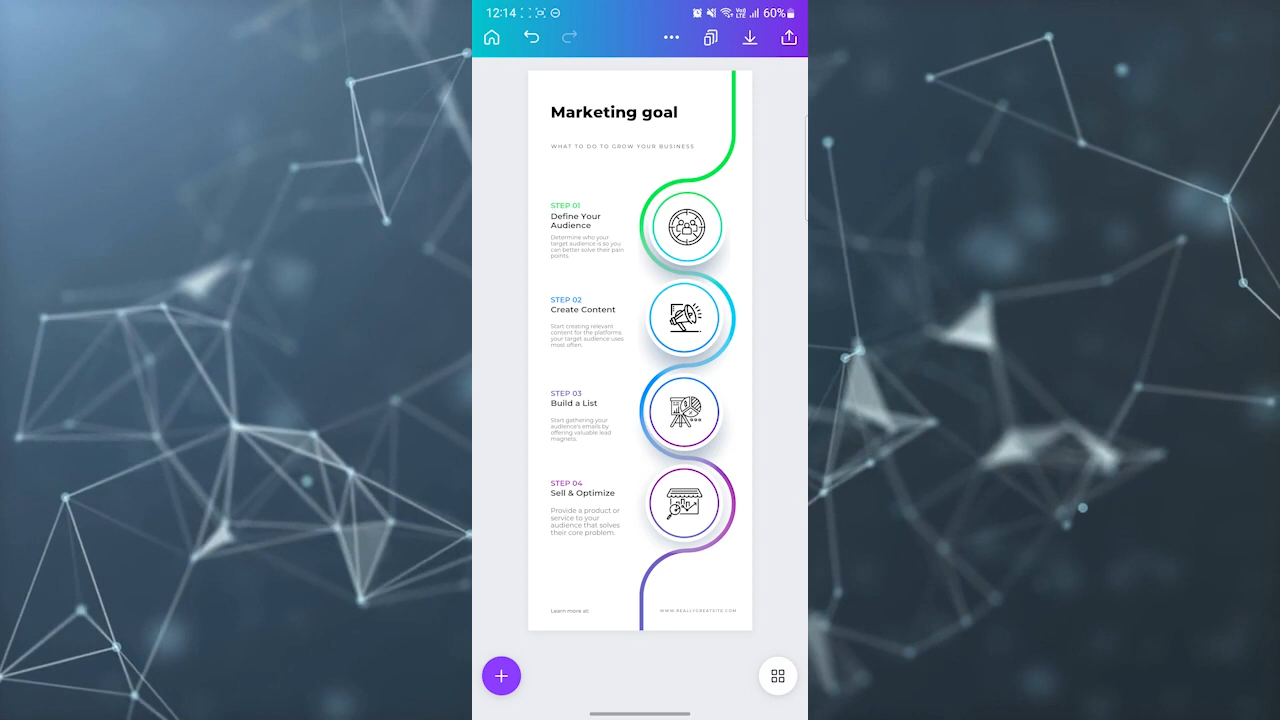 12:14
Vo))
LTE
60%
Marketing goal
WHAT TO DO TO GROW YOUR BUSINESS
STEP 01
Define Your
Audience
Determine who your
target audience is so you
can better solve their pain
points.
STEP 02
Create Content
Start creating relevant
content for the platforms
your target audience uses
most often.
STEP 03
Build a List
Start gathering your
audience's emails by
offering valuable lead
magnets.
STEP 04
Sell & Optimize
Provide a product or
service to your
audience that solves
their core problem.
Learn more at:
WWW.REALLYGREATSITE.COM